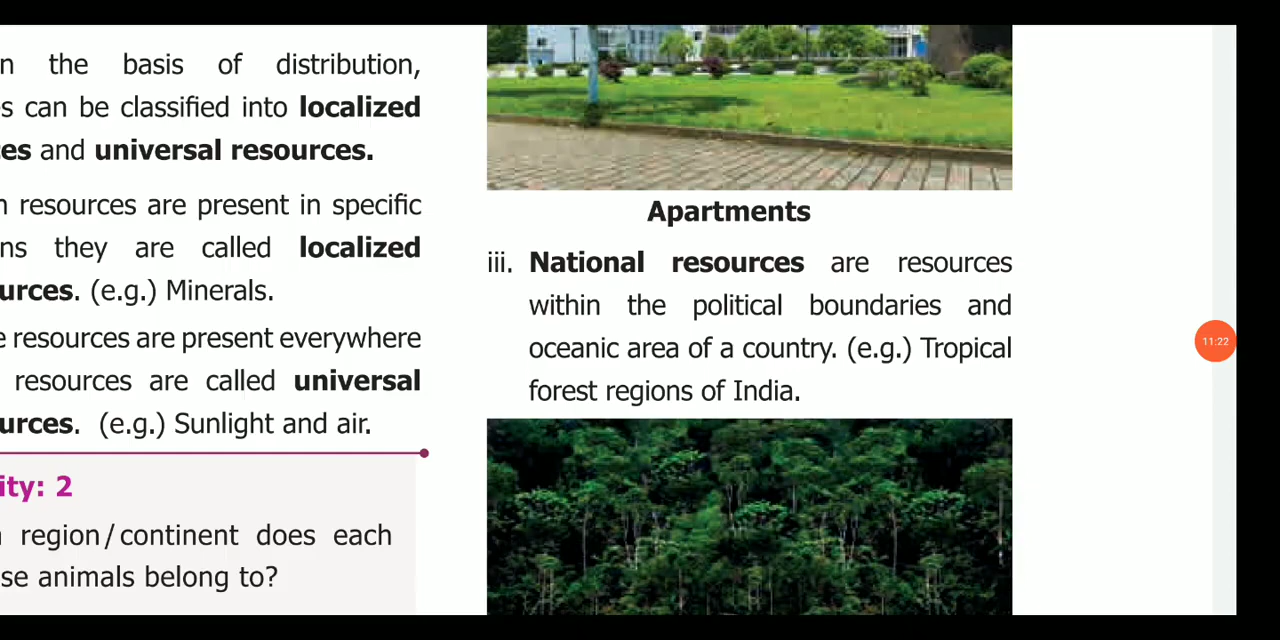 n the basis of distribution,
s can be classified into localized
ces and universal resources.
n resources are present in specific
ns they are called localized
urces. (e.g.) Minerals.
e resources are present everywhere
resources are called universal
urces. (e.g.) Sunlight and air.
ity: 2
n region/continent does each
se animals belong to?
Apartments
iii. National resources are resources
within the political boundaries and
oceanic area of a country. (e.g.) Tropical
forest regions of India.
11:22